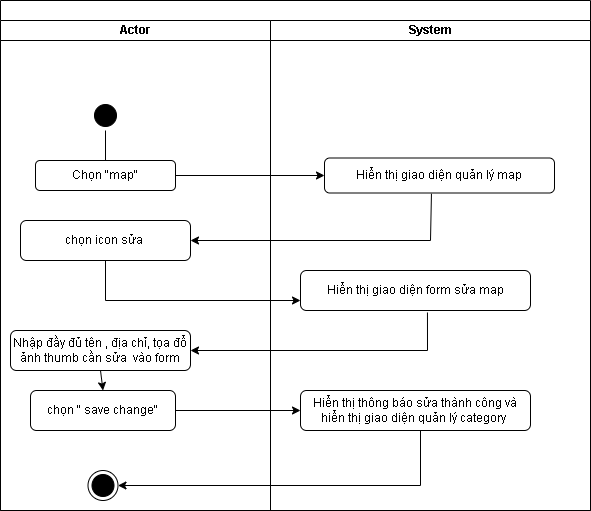 Actor
System
Chọn "map"
Hiển thị giao diện quản lý map
chọn icon sửa
Hiển thị giao diện form sửa map
Nhập đầy đủ tên , địa chỉ, tọa đổ
ảnh thumb cần sửa vào form
chọn " save change"
Hiển thị thông báo sửa thành công và
hiển thị giao diện quản lý category